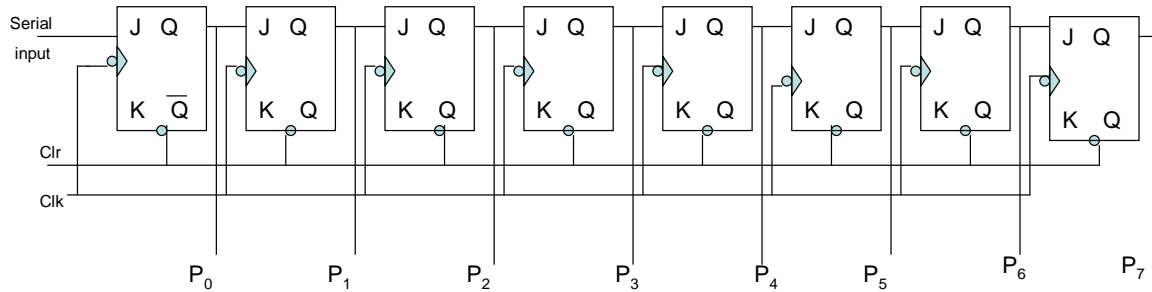 Serial
input
J Q J Q J Q J Q J Q J Q J Q J Q
K Q̅ K Q K Q K Q K Q K Q K Q K Q
Clr
Clk
P₀ P₁ P₂ P₃ P₄ P₅ P₆ P₇